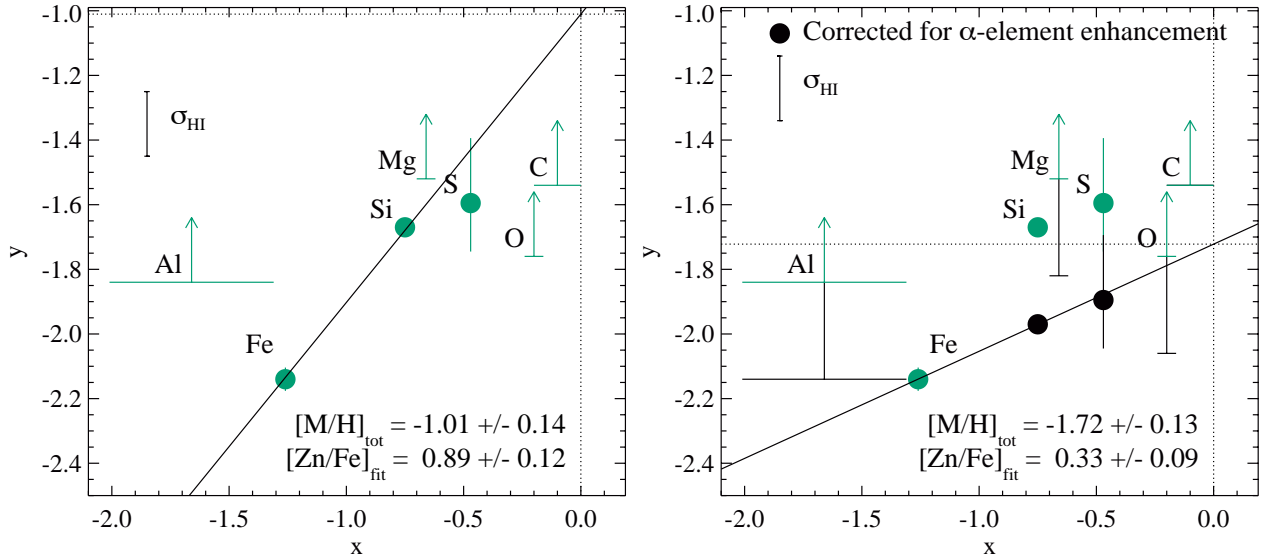 -1.0
-1.2
-1.4
-1.6
-1.8
-2.0
-2.2
-2.4
y
σHI
Mg
C
S
Si
O
Al
Fe
[M/H]tot = -1.01 +/- 0.14
[Zn/Fe]fit = 0.89 +/- 0.12
-2.0 -1.5 -1.0 -0.5 0.0
x
Corrected for α-element enhancement
-1.0
-1.2
-1.4
-1.6
-1.8
-2.0
-2.2
-2.4
y
σHI
Mg
C
S
Si
O
Al
Fe
[M/H]tot = -1.72 +/- 0.13
[Zn/Fe]fit = 0.33 +/- 0.09
-2.0 -1.5 -1.0 -0.5 0.0
x